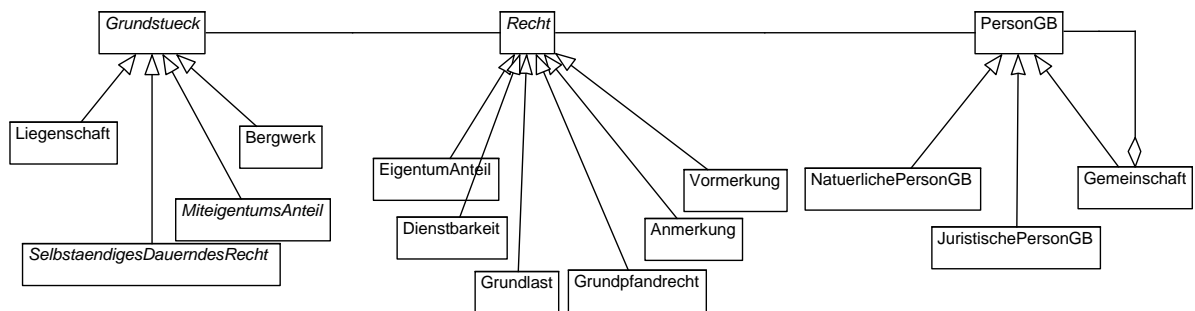 Grundstueck
Recht
PersonGB
Liegenschaft
Bergwerk
EigentumAnteil
Vormerkung
NatuerlichePersonGB
Gemeinschaft
MiteigentumsAnteil
Dienstbarkeit
Anmerkung
JuristischePersonGB
SelbstaendigesDauerndesRecht
Grundlast
Grundpfandrecht